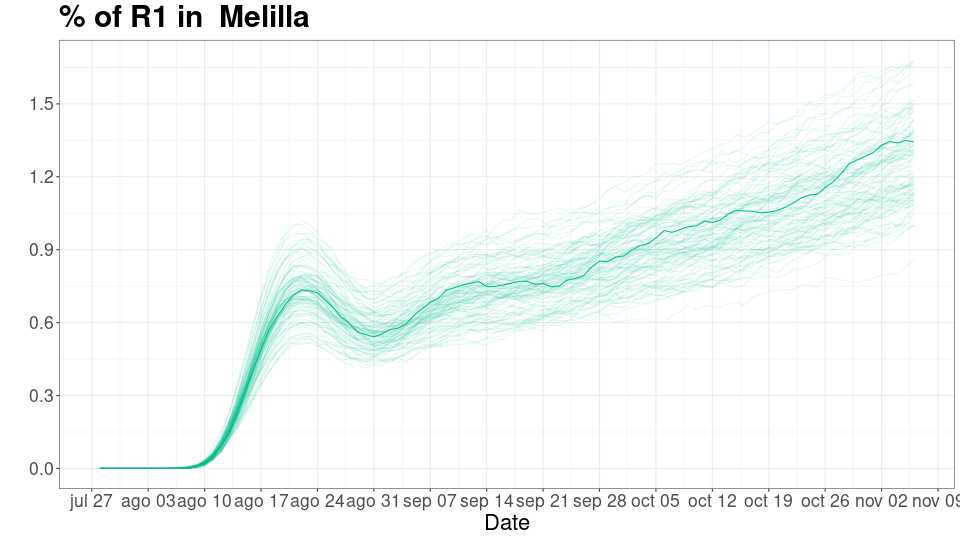 % of R1 in  Melilla
1.5
1.2
0.9
0.6
0.3
0.0
jul 27 ago 03 ago 10 ago 17 ago 24 ago 31 sep 07 sep 14 sep 21 sep 28 oct 05 oct 12 oct 19 oct 26 nov 02 nov 09
Date